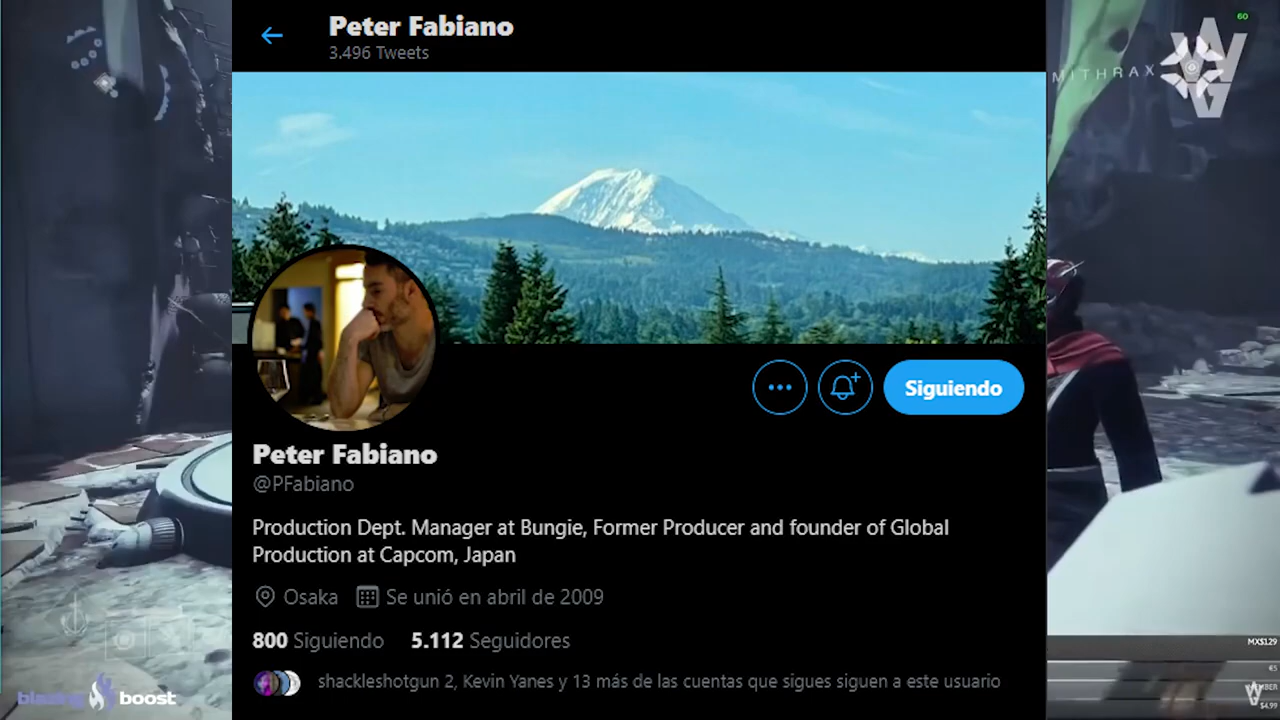 Peter Fabiano
3.496 Tweets
60
MITHRAX
Siguiendo
Peter Fabiano
@PFabiano
Production Dept. Manager at Bungie, Former Producer and founder of Global
Production at Capcom, Japan
Osaka Se unió en abril de 2009
800 Siguiendo 5.112 Seguidores
shackleshotgun 2, Kevin Yanes y 13 más de las cuentas que sigues siguen a este usuario
blazing boost
MX$129
€5
$4.99